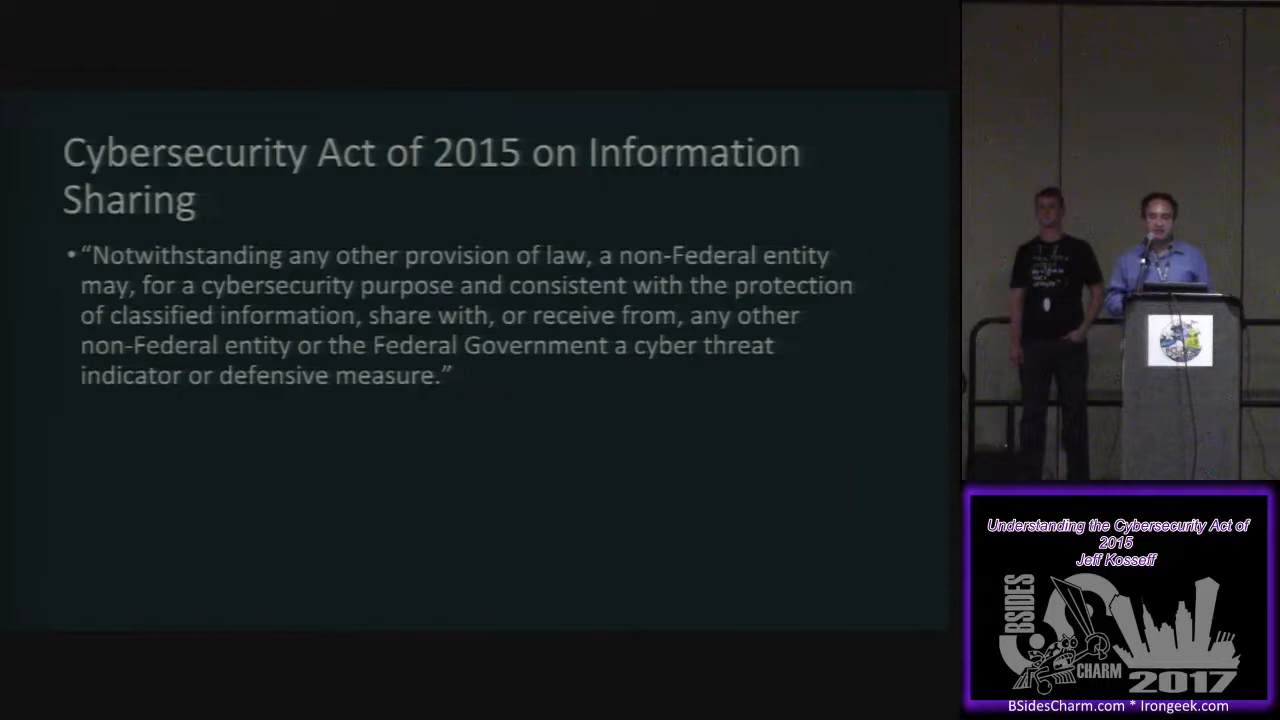 Cybersecurity Act of 2015 on Information
Sharing
• “Notwithstanding any other provision of law, a non-Federal entity
may, for a cybersecurity purpose and consistent with the protection
of classified information, share with, or receive from, any other
non-Federal entity or the Federal Government a cyber threat
indicator or defensive measure.”
Understanding the Cybersecurity Act of
2015
Jeff Kosseff
BSIDES
CHARM
2017
BSidesCharm.com * Irongeek.com